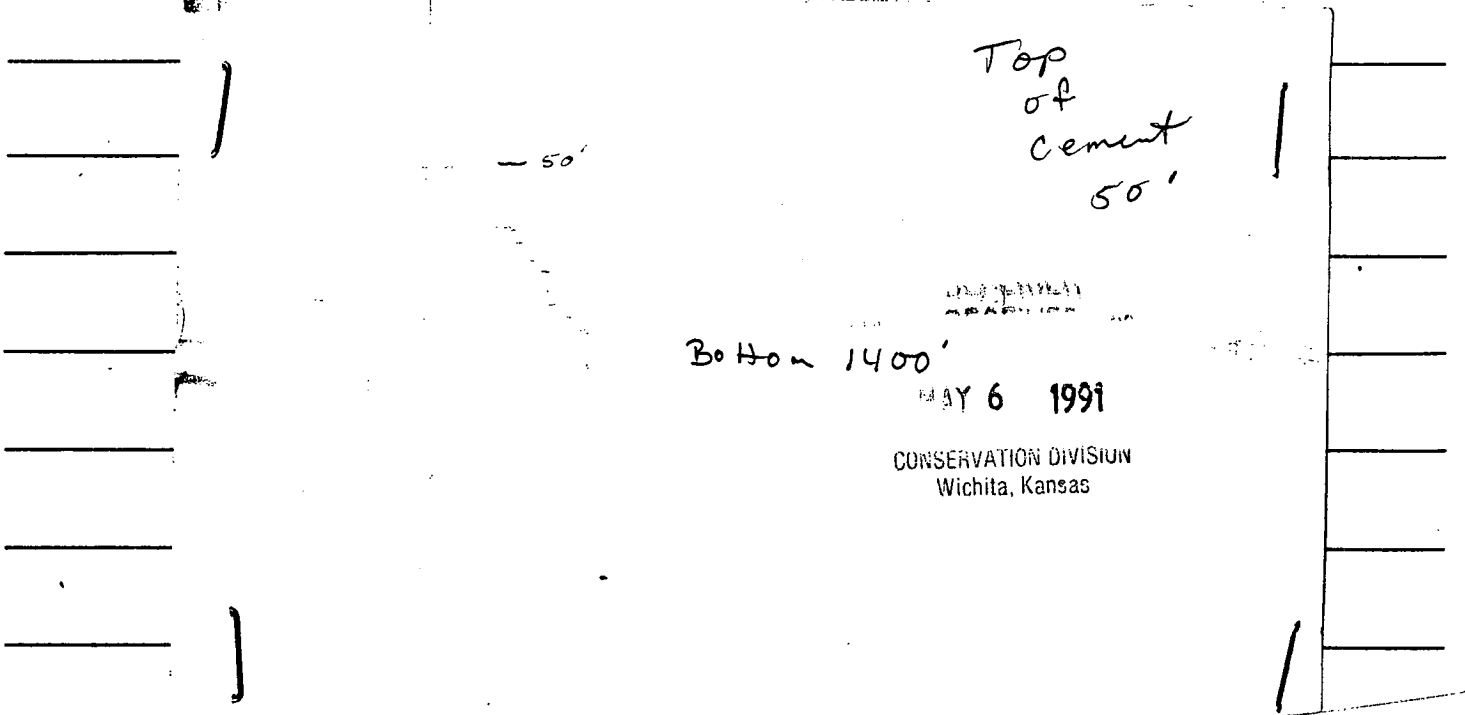 Top
of
Cement
50'
— 50'
Bottom 1400'
MAY 6 1991
CONSERVATION DIVISION
Wichita, Kansas